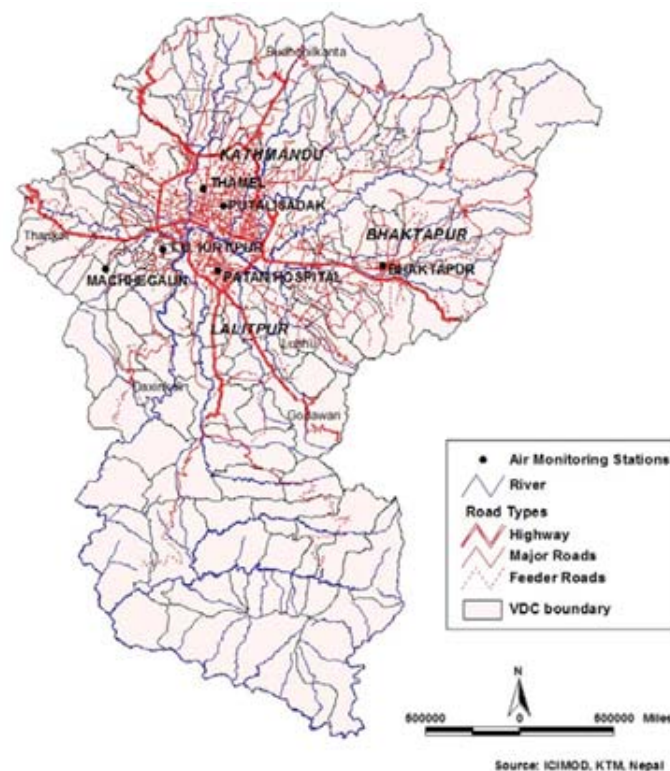 Budhanilkanta
KATHMANDU
THAMEL
PUTALISADAK
BHAKTAPUR
Thankot
T.U. KIRTIPUR
BHAKTAPUR
MACHHEGAUN
PATAN HOSPITAL
LALITPUR
Lubhu
Godawari
Air Monitoring Stations
River
Road Types
Highway
Major Roads
Feeder Roads
VDC boundary
N
600000 0 600000 Miles
Source: ICIMOD, KTM, Nepal